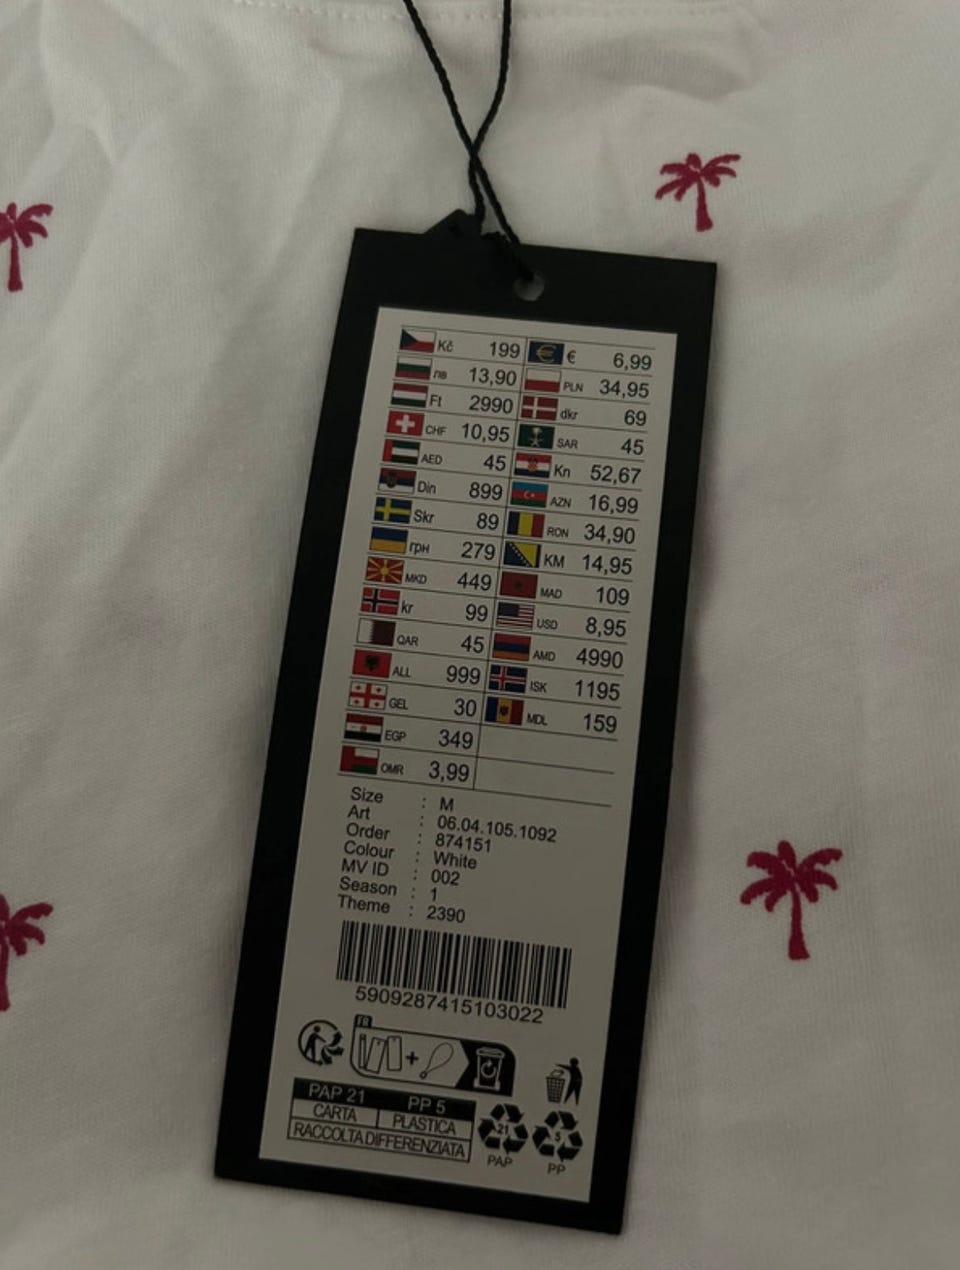 Kč 199 € 6,99
лв 13,90 PLN 34,95
Ft 2990 dkr 69
CHF 10,95 SAR 45
AED 45 Kn 52,67
Din 899 AZN 16,99
Skr 89 RON 34,90
грн 279 KM 14,95
MKD 449 MAD 109
kr 99 USD 8,95
QAR 45 AMD 4990
ALL 999 ISK 1195
GEL 30 MDL 159
EGP 349
OMR 3,99
Size : M
Art : 06.04.105.1092
Order : 874151
Colour : White
MV ID : 002
Season : 1
Theme : 2390
5909287415103022
FR
+
PAP 21 PP 5
CARTA PLASTICA
RACCOLTA DIFFERENZIATA
21 5
PAP PP